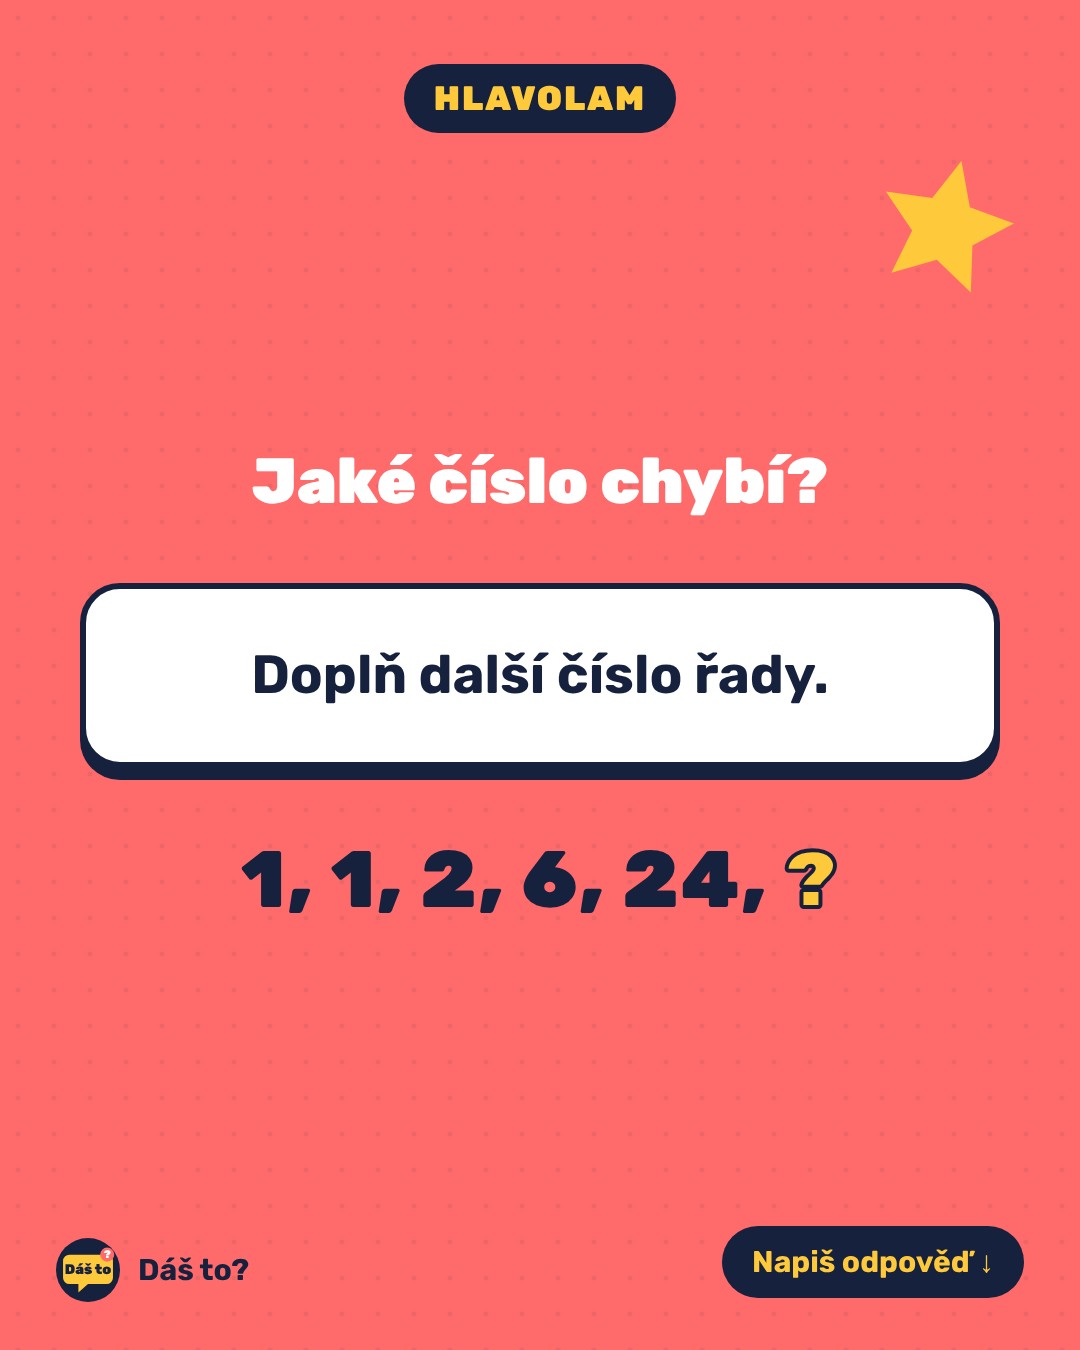 HLAVOLAM
Jaké číslo chybí?
Doplň další číslo řady.
1, 1, 2, 6, 24, ?
Dáš to
?
Dáš to?
Napiš odpověď ↓